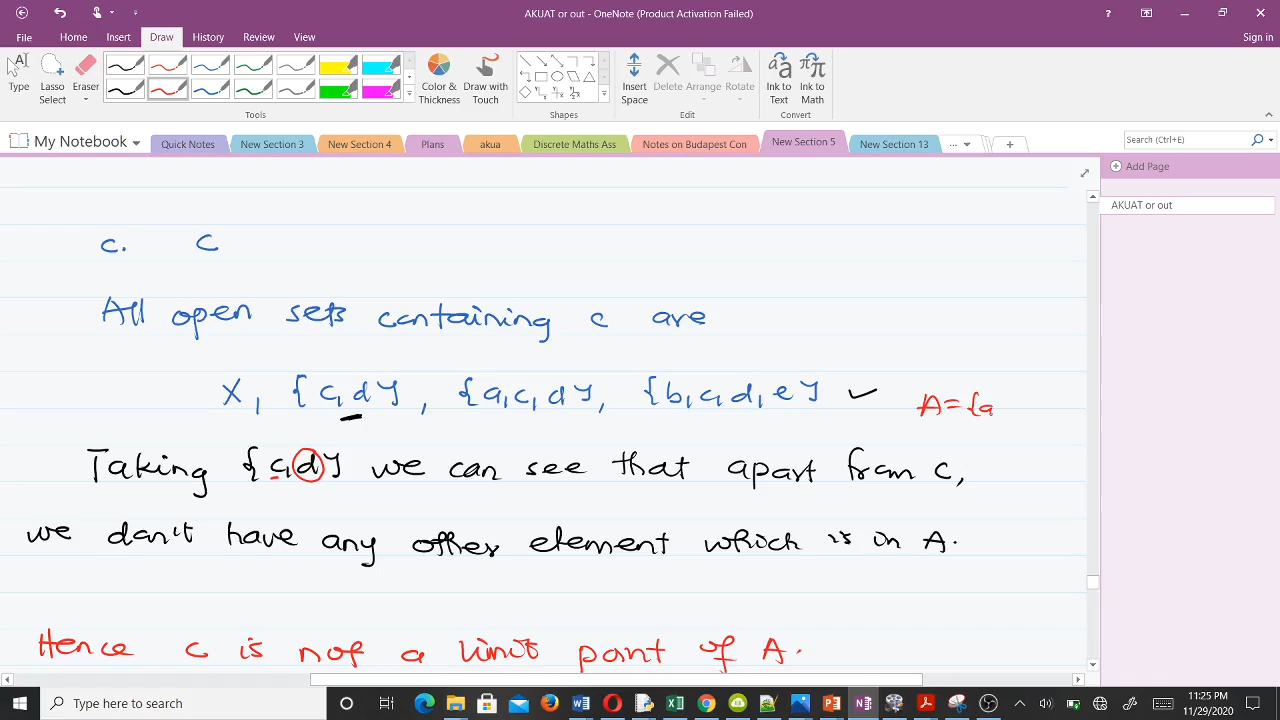 AKUAT or out - OneNote (Product Activation Failed)
File Home Insert Draw History Review View Sign in
Type Lasso Select Eraser Color & Thickness Draw with Touch Insert Space Delete Arrange Rotate Ink to Text Ink to Math
Tools Shapes Edit Convert
My Notebook Quick Notes New Section 3 New Section 4 Plans akua Discrete Maths Ass Notes on Budapest Con New Section 5 New Section 13 ... Search (Ctrl+E)
Add Page
AKUAT or out
c. c
All open sets containing c are
X, {c, d}, {a, c, d}, {b, c, d, e} ✓
A = {a
Taking {c, d} we can see that apart from c,
we don't have any other element which is in A.
Hence c is not a limit point of A.
Type here to search
11:25 PM
11/29/2020